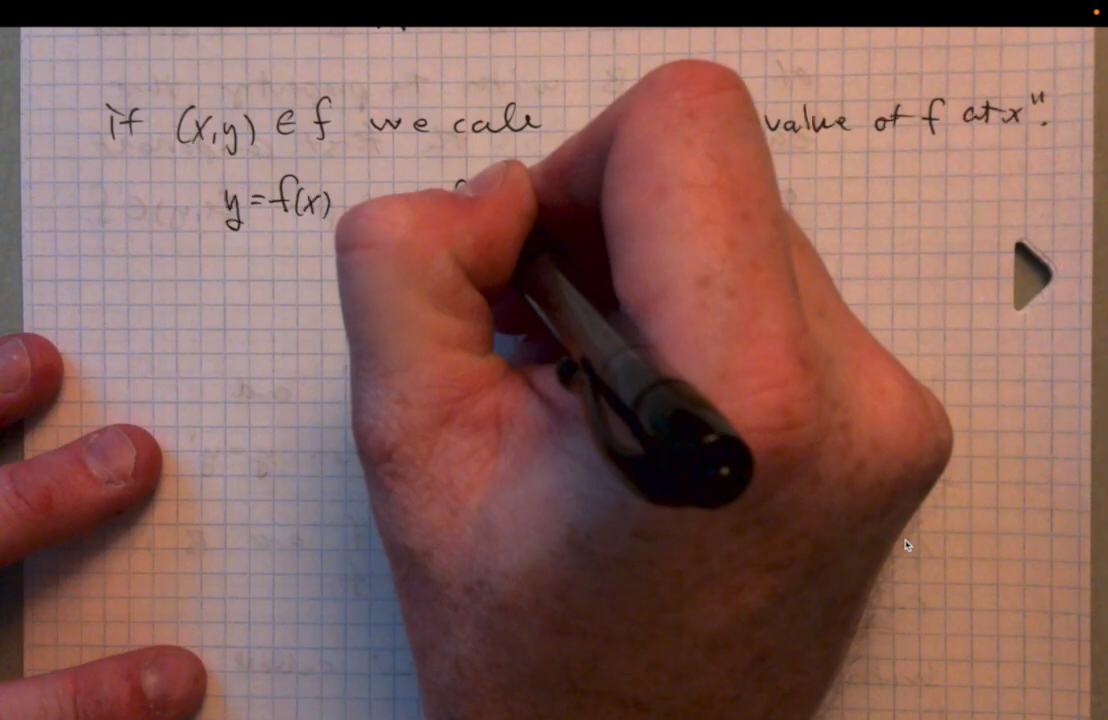 if (x,y) ∈ f we call value of f at x".
y = f(x)